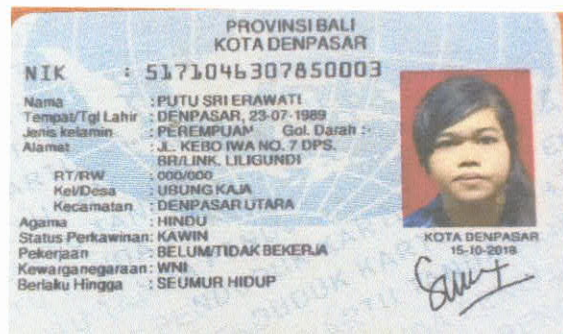 PROVINSI BALI
KOTA DENPASAR
NIK : 5171046307850003
Nama : PUTU SRI ERAWATI
Tempat/Tgl Lahir : DENPASAR, 23-07-1989
Jenis kelamin : PEREMPUAN Gol. Darah :-
Alamat : JL. KEBO IWA NO. 7 DPS.
BR/LINK. LILIGUNDI
RT/RW : 000/000
Kel/Desa : UBUNG KAJA
Kecamatan : DENPASAR UTARA
Agama : HINDU
Status Perkawinan: KAWIN
Pekerjaan : BELUM/TIDAK BEKERJA
Kewarganegaraan: WNI
Berlaku Hingga : SEUMUR HIDUP
KOTA DENPASAR
15-10-2018